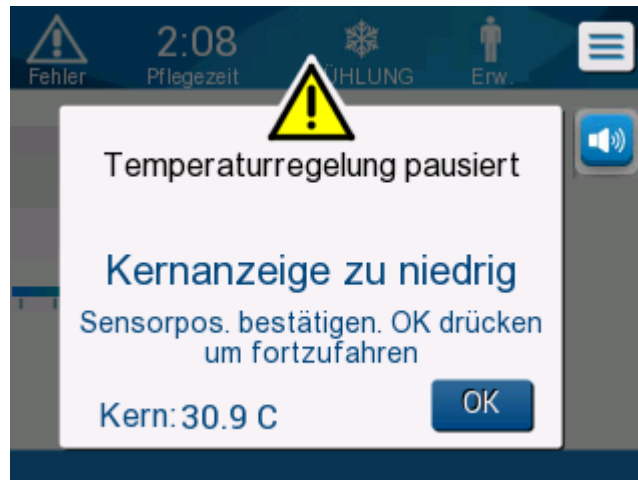 2:08
Fehler
Pflegezeit
ÜHLUNG
Erw.
Temperaturregelung pausiert
Kernanzeige zu niedrig
Sensorpos. bestätigen. OK drücken
um fortzufahren
Kern: 30.9 C
OK